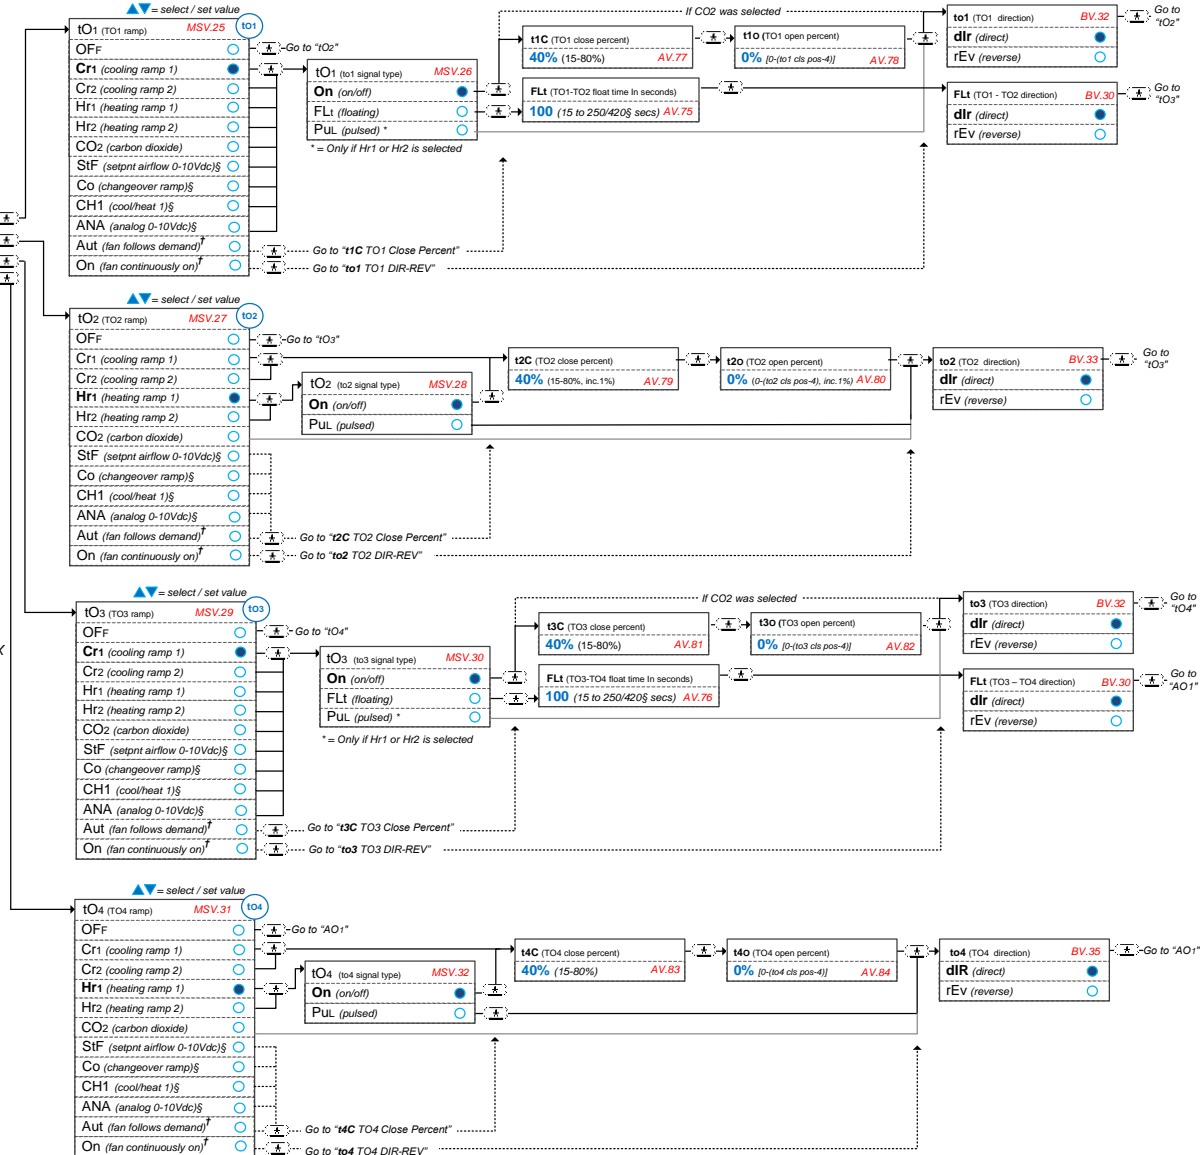 ▲▼= select / set value
tO1 (TO1 ramp) MSV.25 to1
OFF
Go to "tO2"
Cr1 (cooling ramp 1)
Cr2 (cooling ramp 2)
Hr1 (heating ramp 1)
Hr2 (heating ramp 2)
CO2 (carbon dioxide)
StF (setpnt airflow 0-10Vdc)§
Co (changeover ramp)§
CH1 (cool/heat 1)§
ANA (analog 0-10Vdc)§
Aut (fan follows demand)†
Go to "t1C TO1 Close Percent"
On (fan continuously on)†
Go to "to1 TO1 DIR-REV"
tO1 (to1 signal type) MSV.26
On (on/off)
FLt (floating)
PuL (pulsed) *
* = Only if Hr1 or Hr2 is selected
If CO2 was selected
t1C (TO1 close percent)
40% (15-80%) AV.77
t1o (TO1 open percent)
0% [0-(to1 cls pos-4)] AV.78
FLt (TO1-TO2 float time In seconds)
100 (15 to 250/420§ secs) AV.75
to1 (TO1 direction) BV.32
dIr (direct)
rEv (reverse)
Go to "tO2"
FLt (TO1 - TO2 direction) BV.30
dIr (direct)
rEv (reverse)
Go to "tO3"
▲▼= select / set value
tO2 (TO2 ramp) MSV.27 to2
OFF
Go to "tO3"
Cr1 (cooling ramp 1)
Cr2 (cooling ramp 2)
Hr1 (heating ramp 1)
Hr2 (heating ramp 2)
CO2 (carbon dioxide)
StF (setpnt airflow 0-10Vdc)§
Co (changeover ramp)§
CH1 (cool/heat 1)§
ANA (analog 0-10Vdc)§
Aut (fan follows demand)†
Go to "t2C TO2 Close Percent"
On (fan continuously on)†
Go to "to2 TO2 DIR-REV"
tO2 (to2 signal type) MSV.28
On (on/off)
PuL (pulsed)
t2C (TO2 close percent)
40% (15-80%, inc.1%) AV.79
t2o (TO2 open percent)
0% (0-(to2 cls pos-4), inc.1%) AV.80
to2 (TO2 direction) BV.33
dIr (direct)
rEv (reverse)
Go to "tO3"
▲▼= select / set value
tO3 (TO3 ramp) MSV.29 to3
OFF
Go to "tO4"
Cr1 (cooling ramp 1)
Cr2 (cooling ramp 2)
Hr1 (heating ramp 1)
Hr2 (heating ramp 2)
CO2 (carbon dioxide)
StF (setpnt airflow 0-10Vdc)§
Co (changeover ramp)§
CH1 (cool/heat 1)§
ANA (analog 0-10Vdc)§
Aut (fan follows demand)†
Go to "t3C TO3 Close Percent"
On (fan continuously on)†
Go to "to3 TO3 DIR-REV"
tO3 (to3 signal type) MSV.30
On (on/off)
FLt (floating)
PuL (pulsed) *
* = Only if Hr1 or Hr2 is selected
If CO2 was selected
t3C (TO3 close percent)
40% (15-80%) AV.81
t3o (TO3 open percent)
0% [0-(to3 cls pos-4)] AV.82
FLt (TO3-TO4 float time In seconds)
100 (15 to 250/420§ secs) AV.76
to3 (TO3 direction) BV.32
dIr (direct)
rEv (reverse)
Go to "tO4"
FLt (TO3 – TO4 direction) BV.30
dIr (direct)
rEv (reverse)
Go to "AO1"
▲▼= select / set value
tO4 (TO4 ramp) MSV.31 to4
OFF
Go to "AO1"
Cr1 (cooling ramp 1)
Cr2 (cooling ramp 2)
Hr1 (heating ramp 1)
Hr2 (heating ramp 2)
CO2 (carbon dioxide)
StF (setpnt airflow 0-10Vdc)§
Co (changeover ramp)§
CH1 (cool/heat 1)§
ANA (analog 0-10Vdc)§
Aut (fan follows demand)†
Go to "t4C TO4 Close Percent"
On (fan continuously on)†
Go to "to4 TO4 DIR-REV"
tO4 (to4 signal type) MSV.32
On (on/off)
PuL (pulsed)
t4C (TO4 close percent)
40% (15-80%) AV.83
t4o (TO4 open percent)
0% [0-(to4 cls pos-4)] AV.84
to4 (TO4 direction) BV.35
dIR (direct)
rEv (reverse)
Go to "AO1"